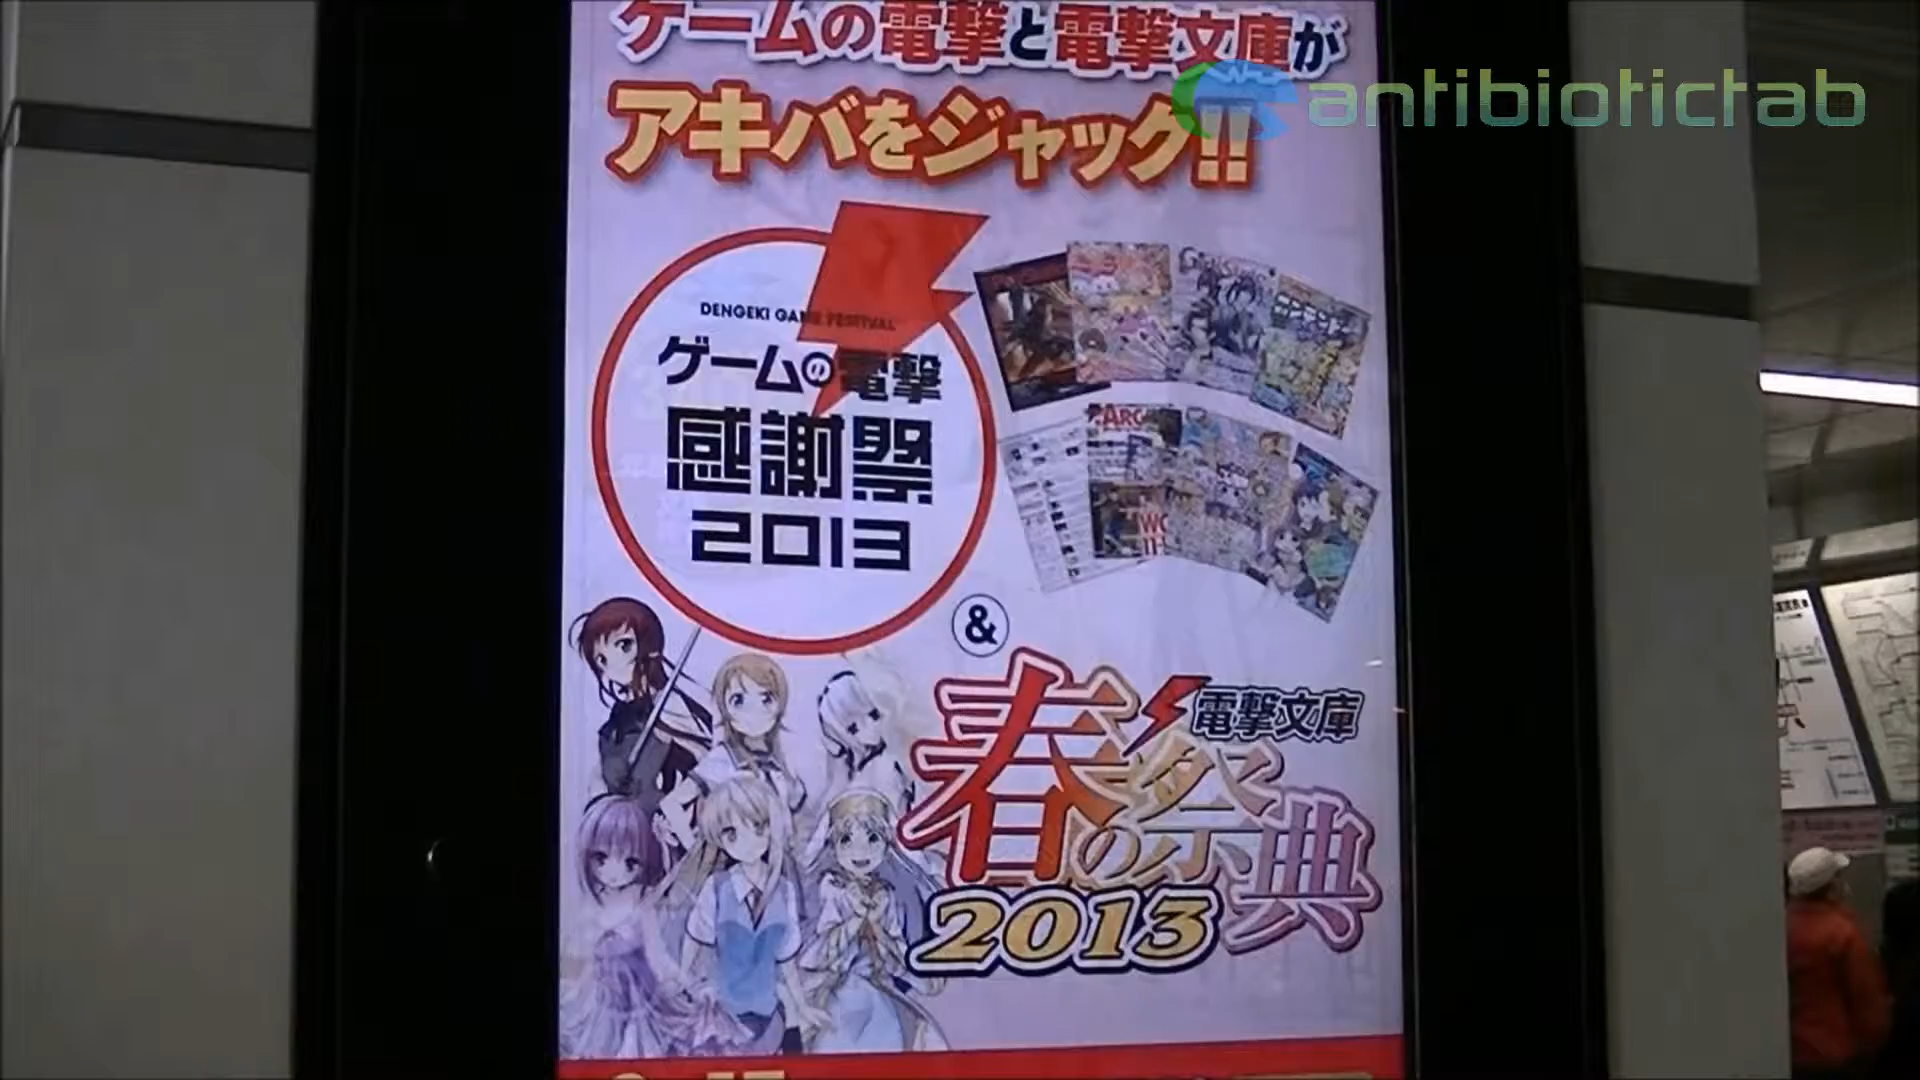 ゲームの電撃と電撃文庫が
アキバをジャック!!
antibiotictab
DENGEKI GAME FESTIVAL
ゲームの電撃
感謝祭
2013
&
電撃文庫
春の祭典
2013